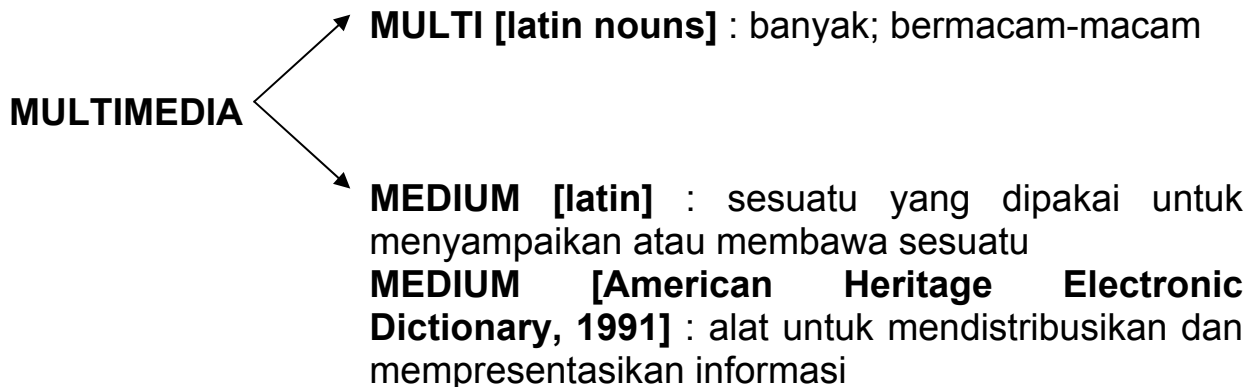 MULTI [latin nouns] : banyak; bermacam-macam
MULTIMEDIA
MEDIUM [latin] : sesuatu yang dipakai untuk
menyampaikan atau membawa sesuatu
MEDIUM [American Heritage Electronic
Dictionary, 1991] : alat untuk mendistribusikan dan
mempresentasikan informasi